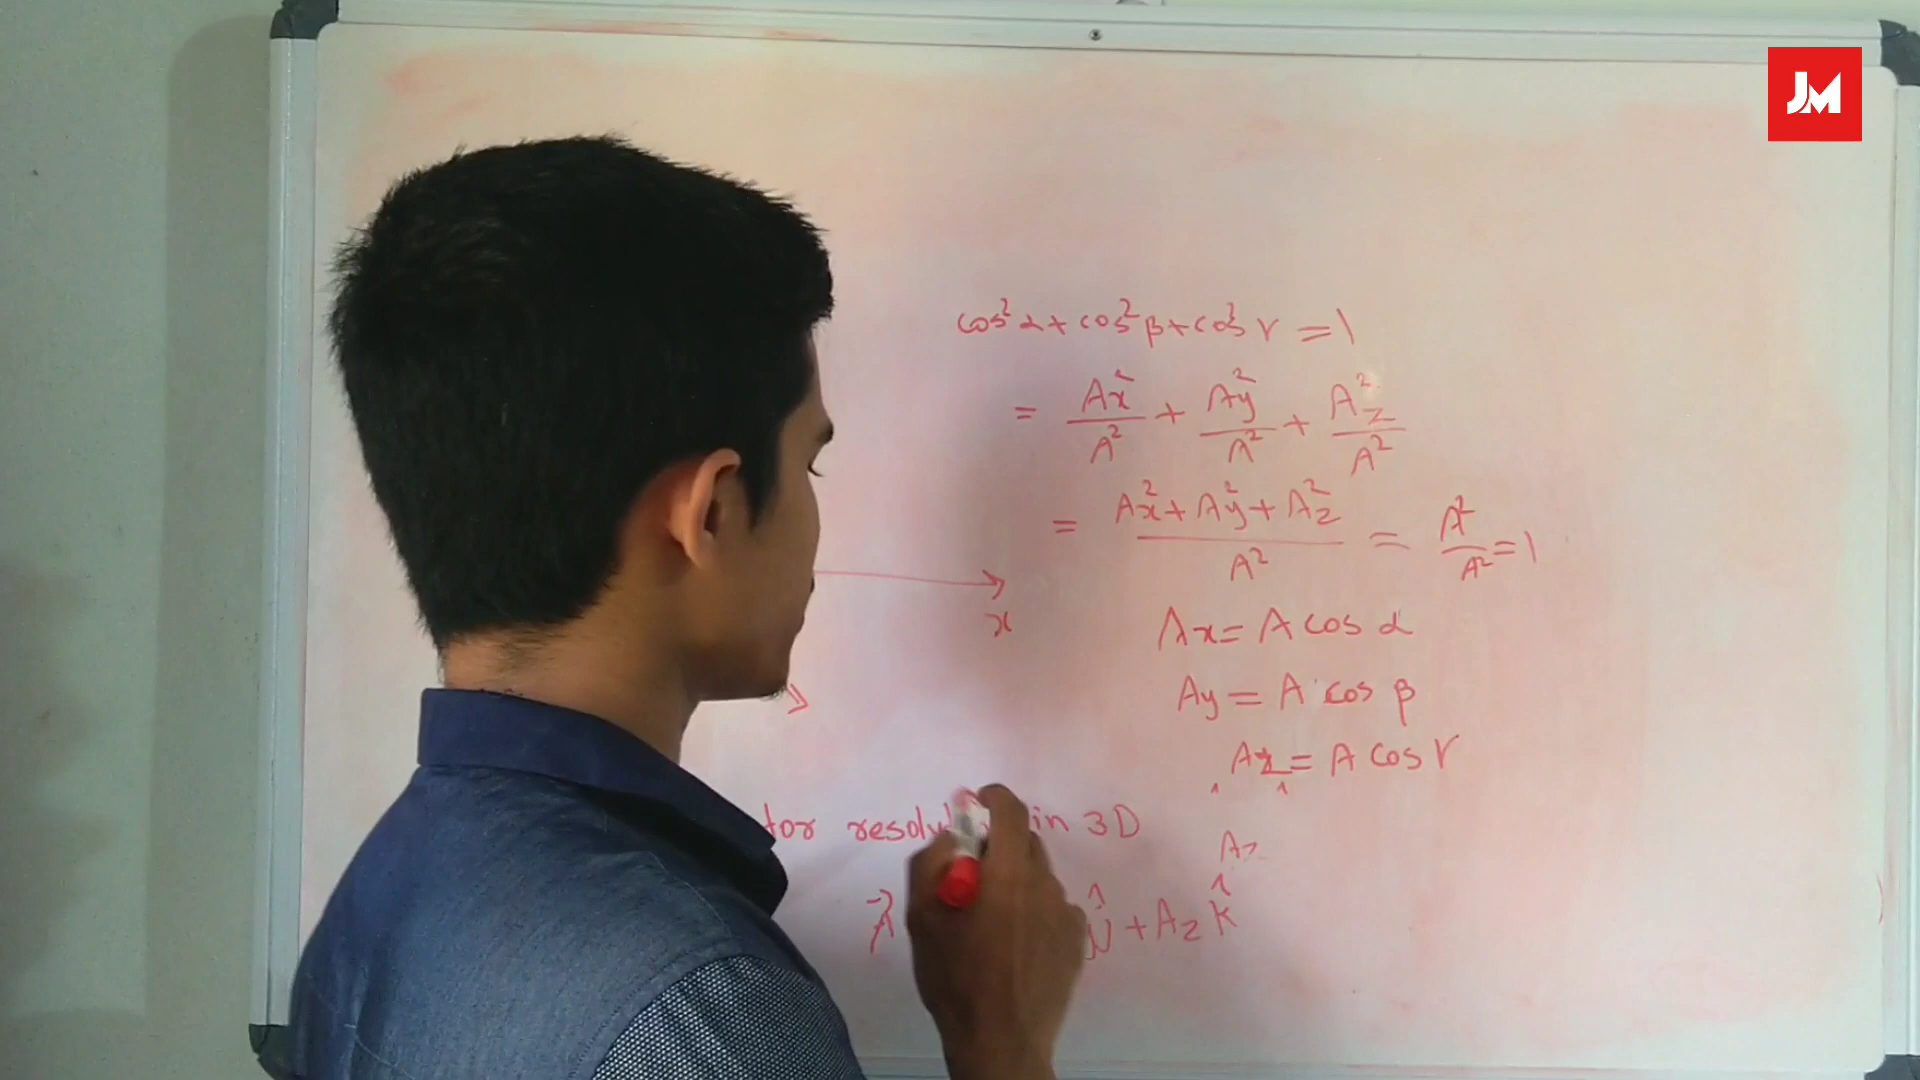 JM
cos²α + cos²β + cos²γ = 1
= Ax²/A² + Ay²/A² + Az²/A²
= Ax² + Ay² + Az² / A² = A²/A² = 1
x
Ax = A cos α
Ay = A cos β
Az = A cos γ
tor in 3D
Az
A⃗ ĵ + Az k̂